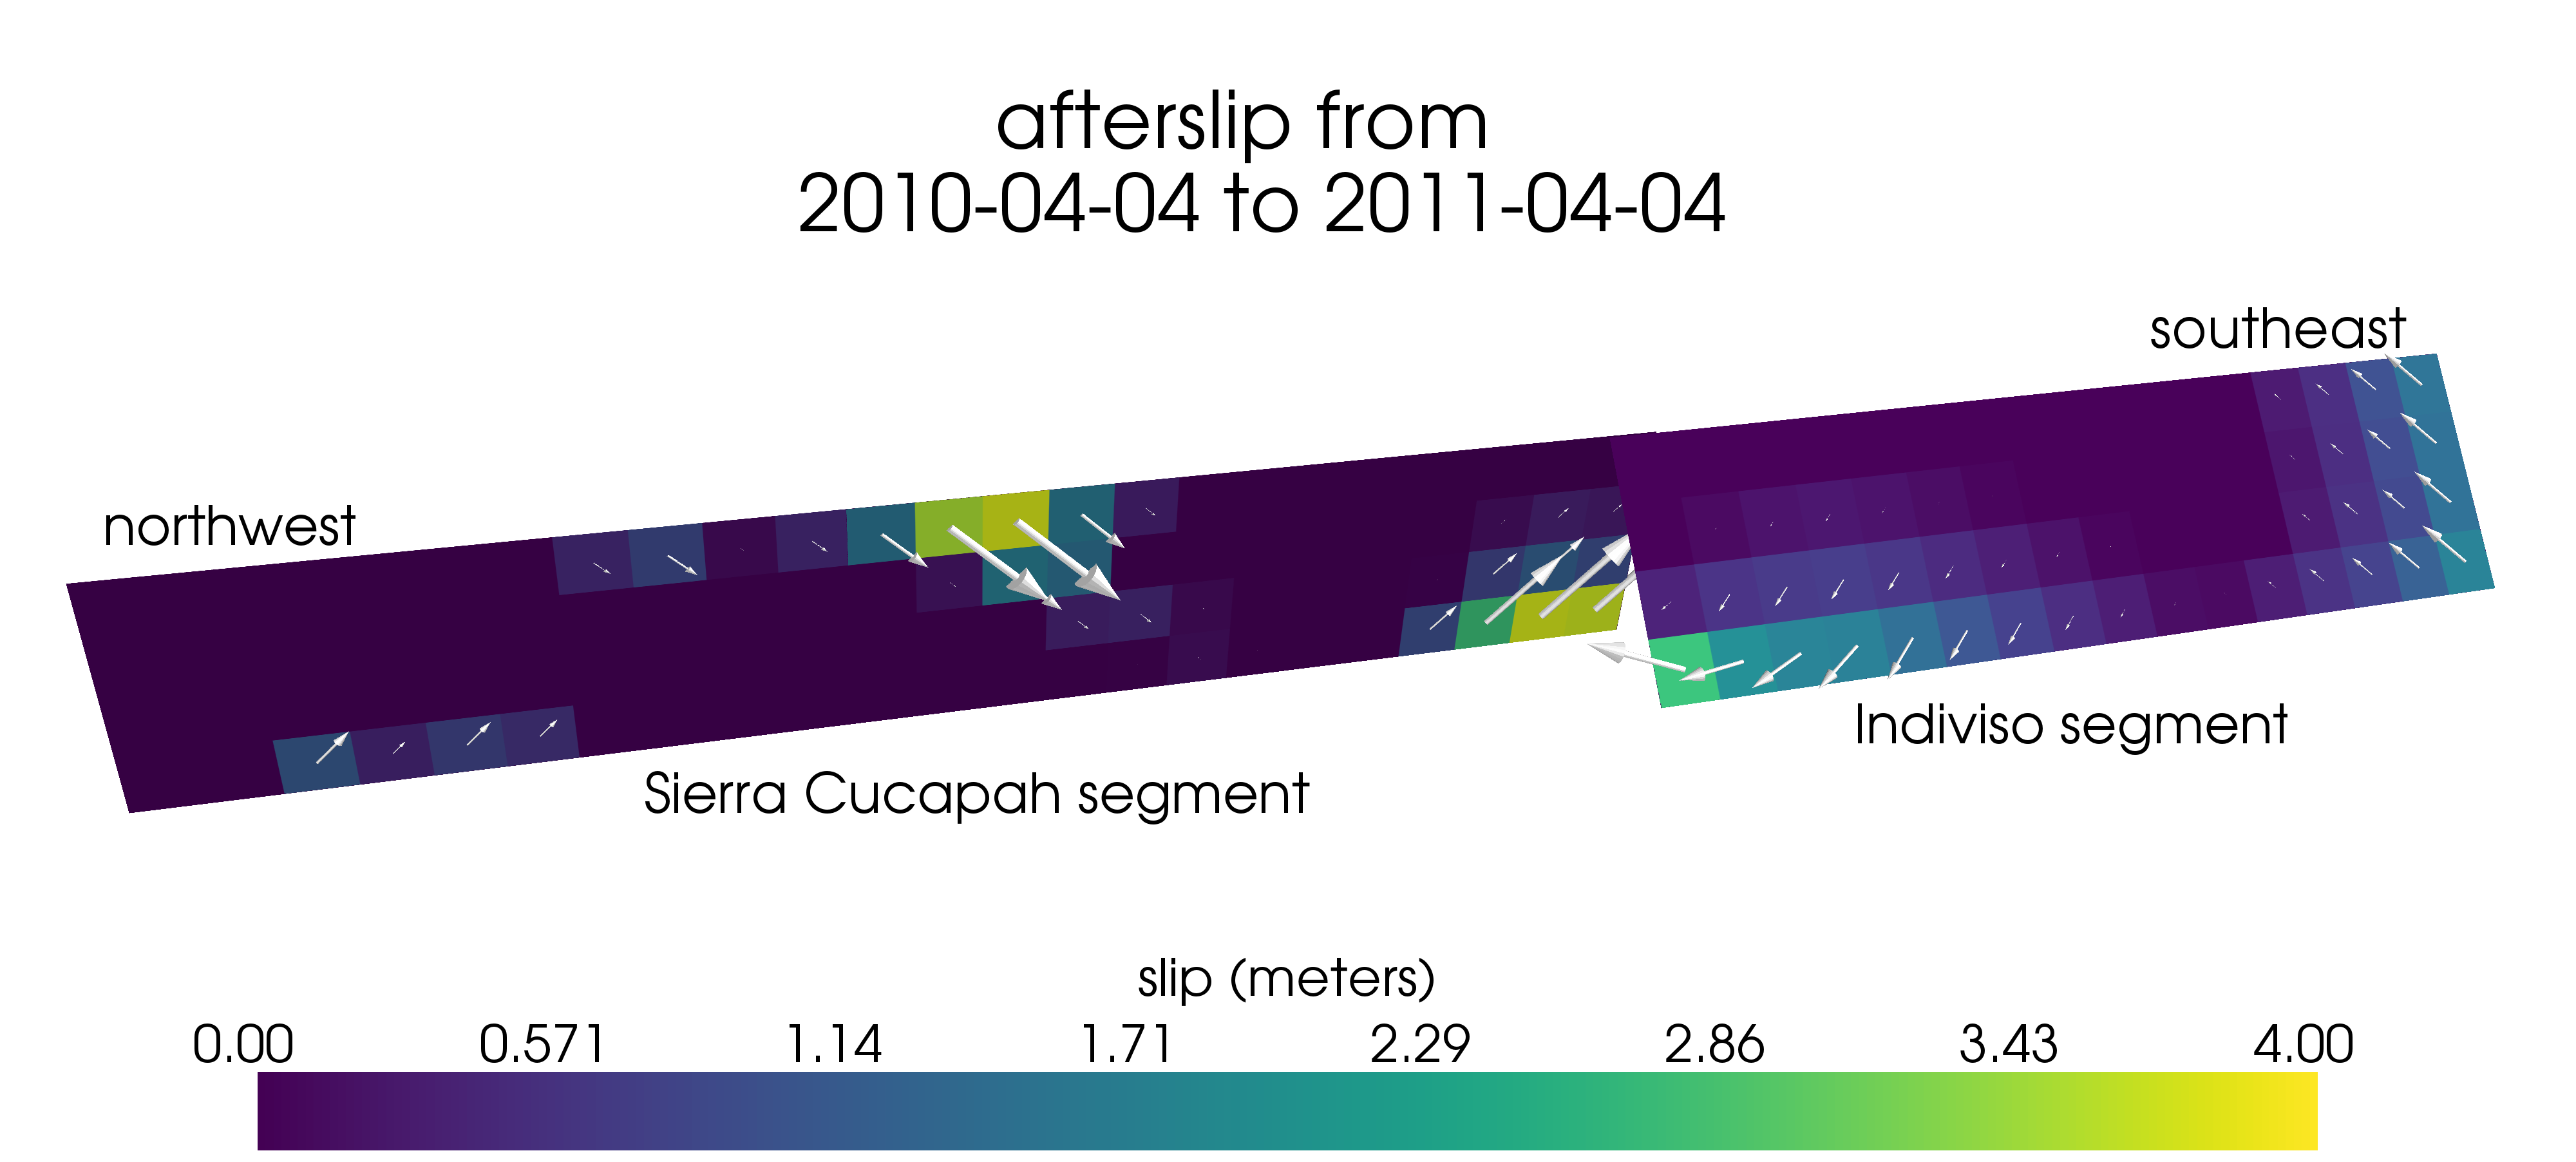 afterslip from
2010-04-04 to 2011-04-04
southeast
northwest
Indiviso segment
Sierra Cucapah segment
slip (meters)
0.00 0.571 1.14 1.71 2.29 2.86 3.43 4.00